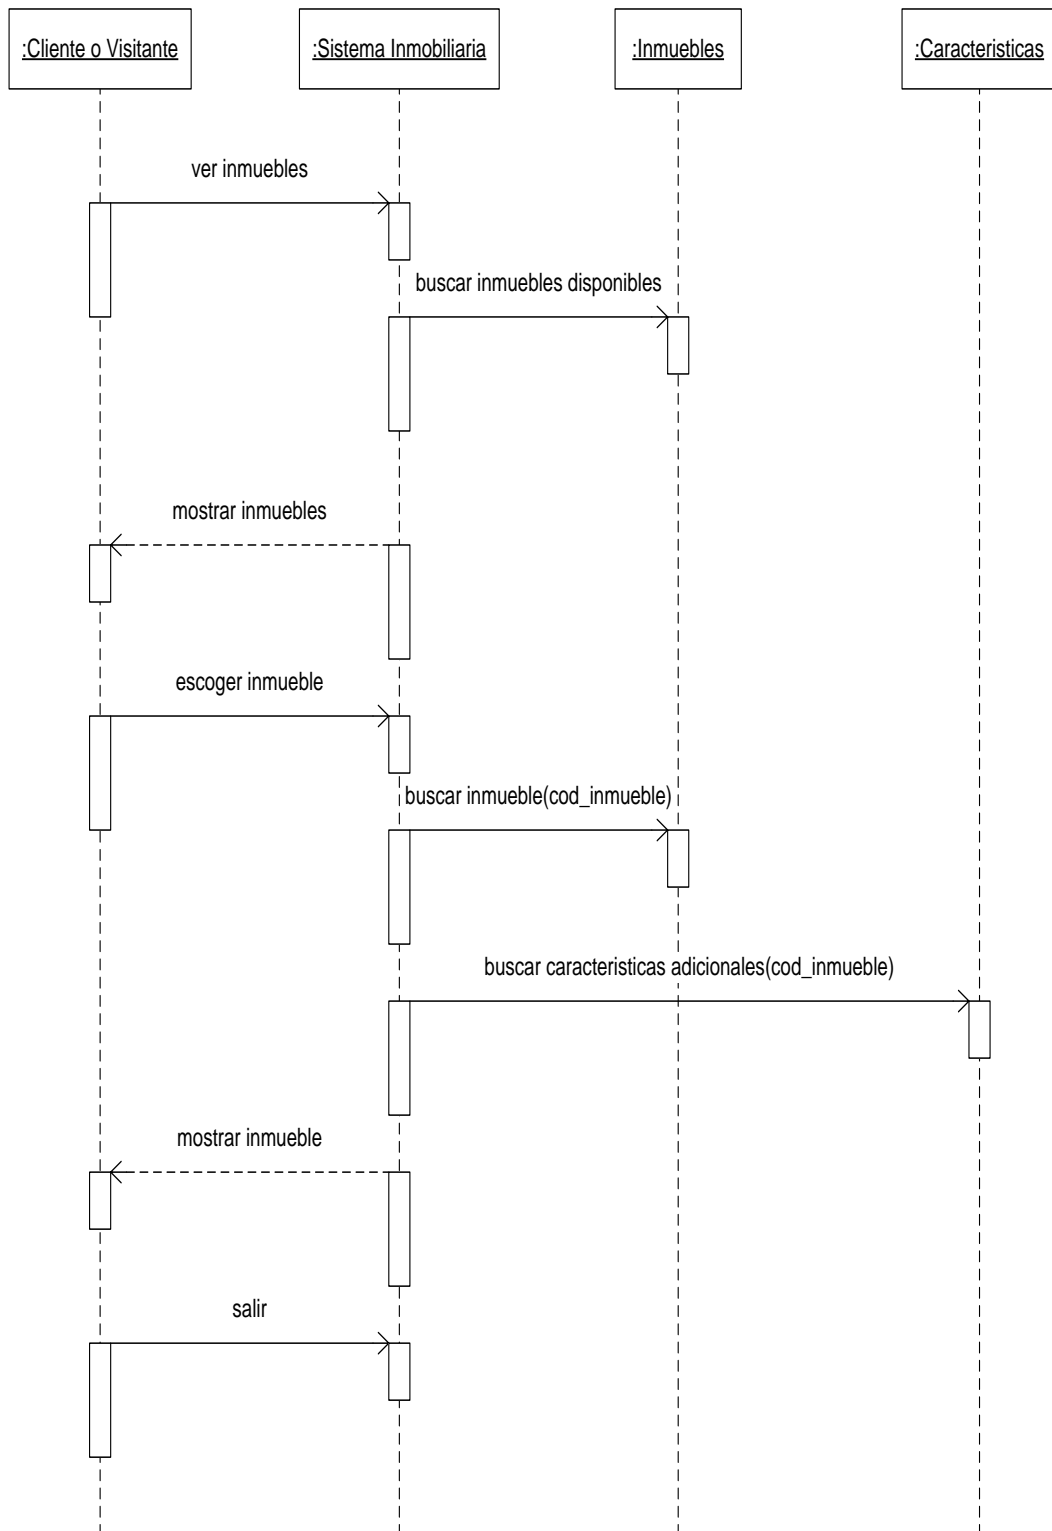 :Cliente o Visitante
:Sistema Inmobiliaria
:Inmuebles
:Caracteristicas
ver inmuebles
buscar inmuebles disponibles
mostrar inmuebles
escoger inmueble
buscar inmueble(cod_inmueble)
buscar caracteristicas adicionales(cod_inmueble)
mostrar inmueble
salir